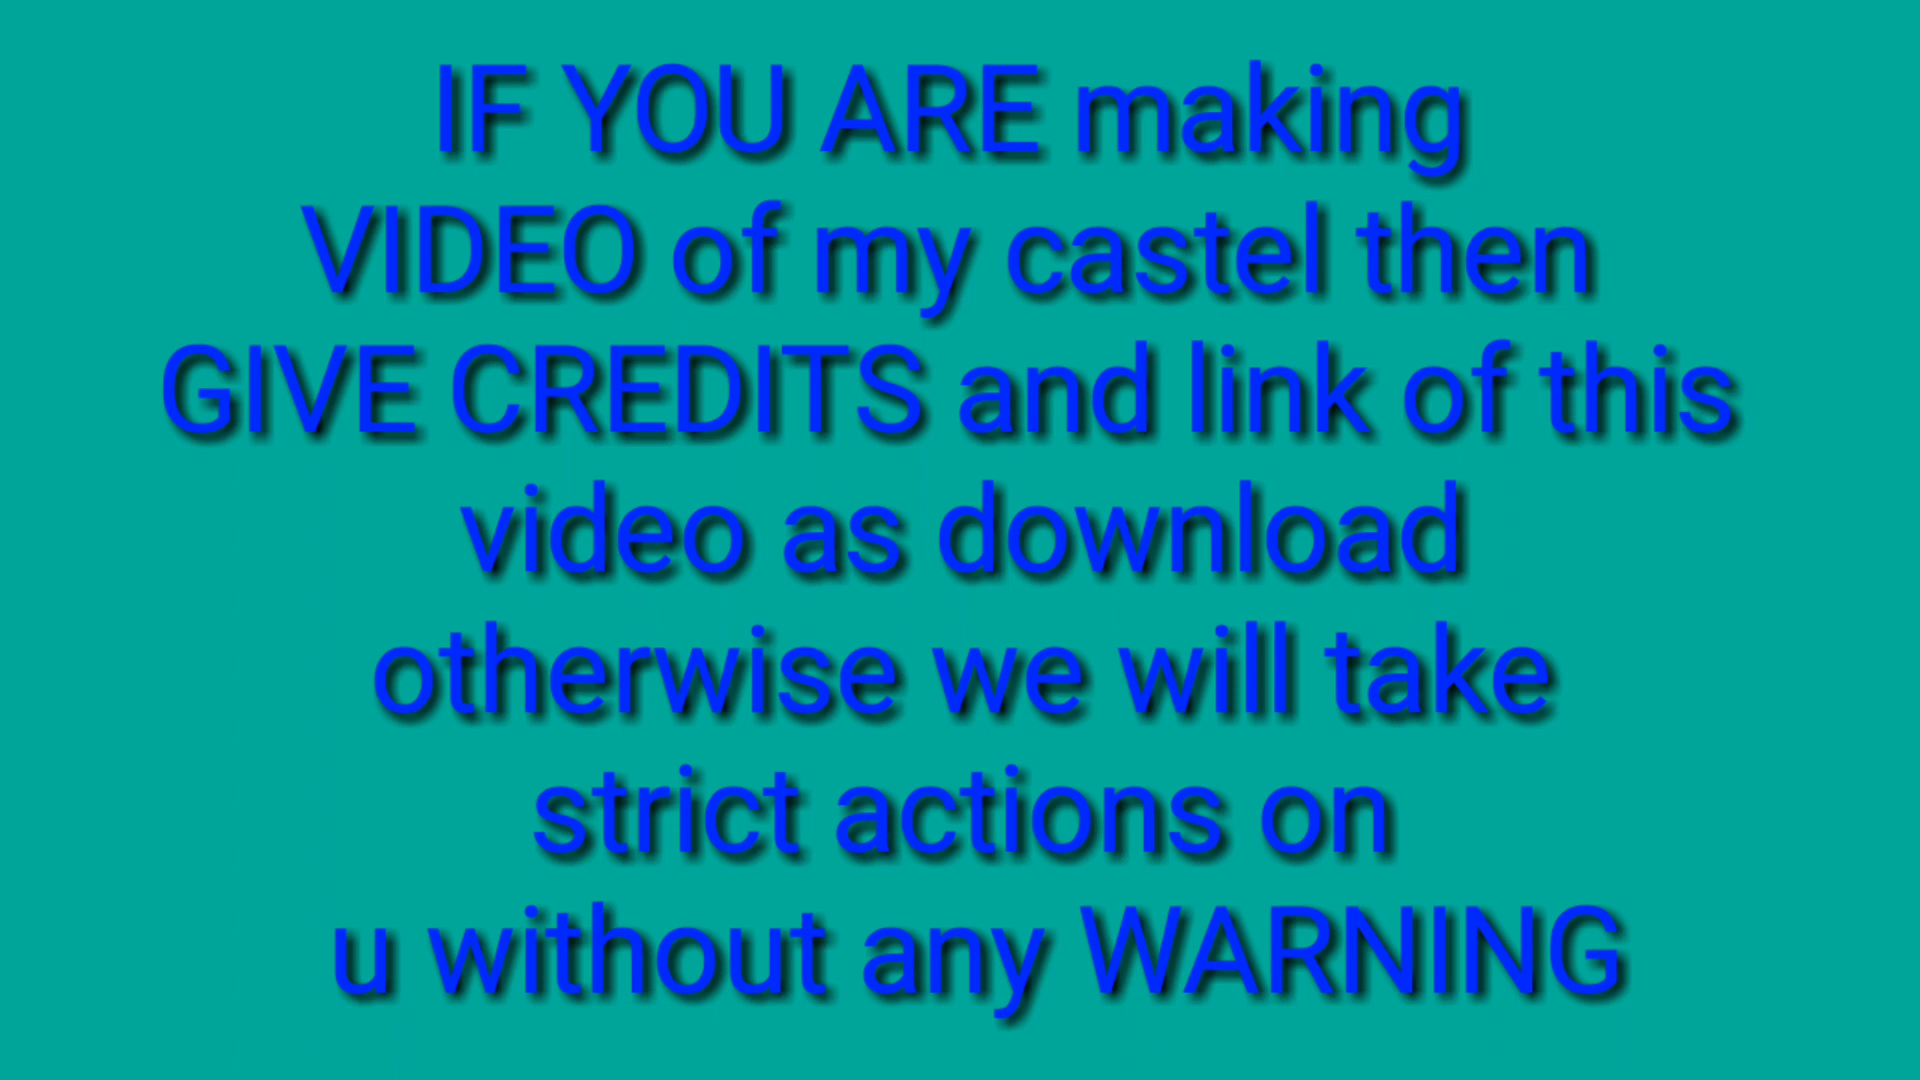 IF YOU ARE making
VIDEO of my castel then
GIVE CREDITS and link of this
video as download
otherwise we will take
strict actions on
u without any WARNING